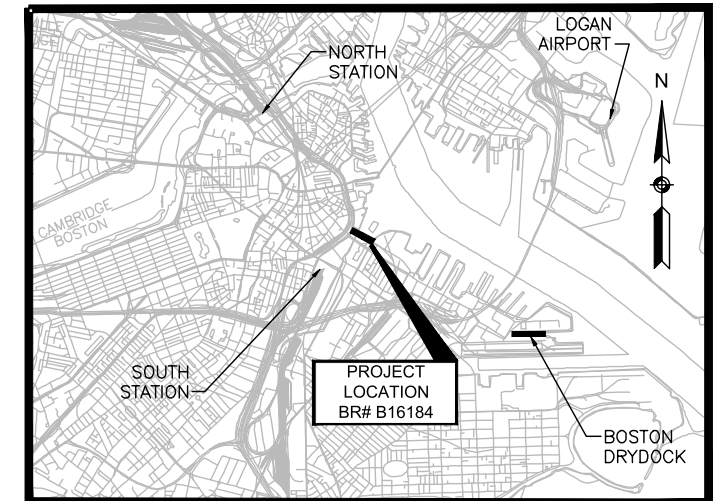 LOGAN
AIRPORT
NORTH
STATION
N
CAMBRIDGE
BOSTON
SOUTH
STATION
PROJECT
LOCATION
BR# B16184
BOSTON
DRYDOCK